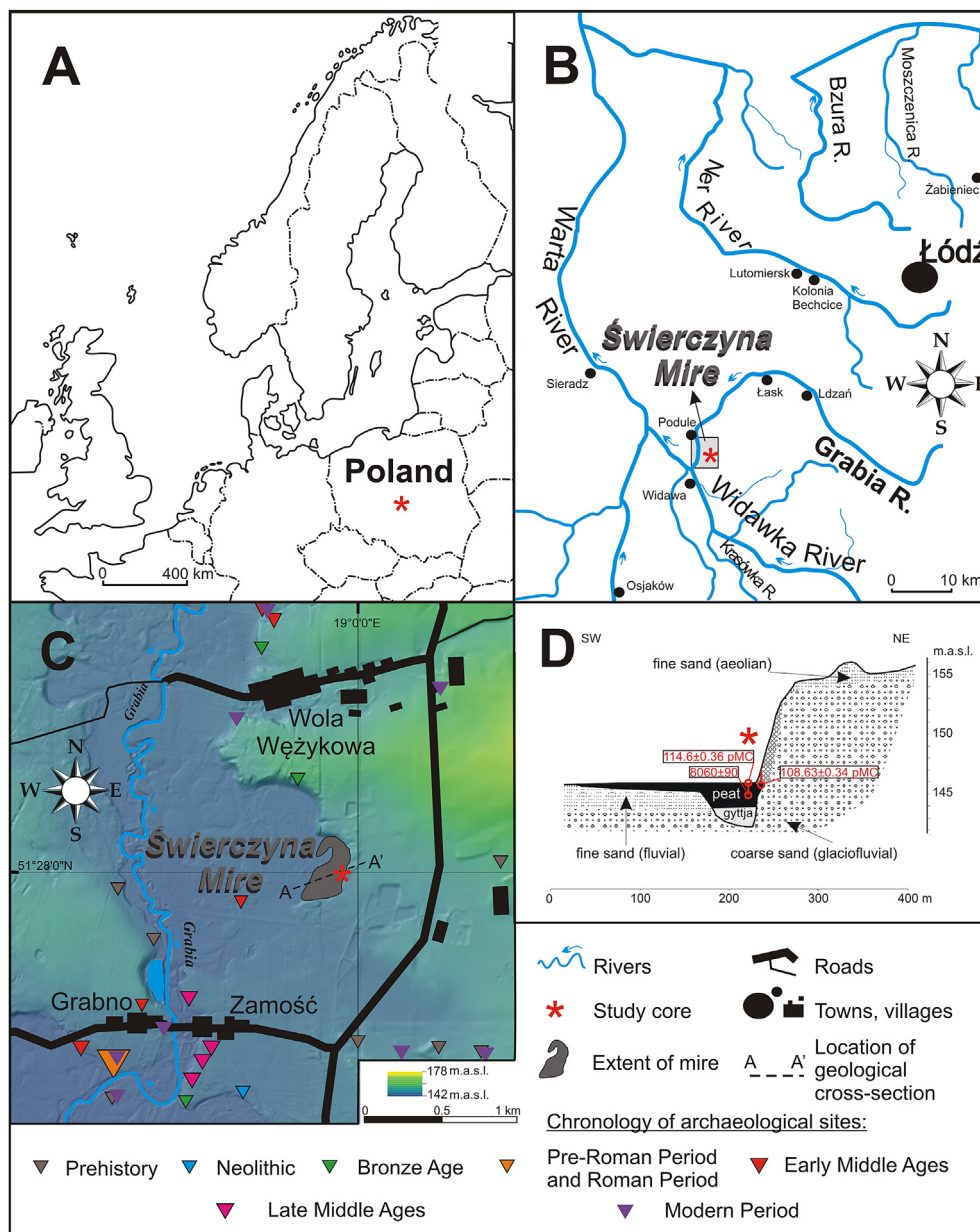 A
Poland
0 400 km
B
Moszczenica R.
Bzura R.
Żabieniec
Ner River
Warta River
Łódź
Lutomiersk
Kolonia
Bechcice
N
W E
S
Świerczyna
Mire
Sieradz
Łask
Ldzań
Podule
Grabia R.
Widawa
Widawka River
Krasówka R.
Osjaków
0 10 km
C
19°0'0"E
Grabia
Wola
Wężykowa
N
W E
S
Świerczyna
Mire
51°28'0"N
A A'
Grabia
Grabno
Zamość
178 m.a.s.l.
142 m.a.s.l.
0 0.5 1 km
D
SW NE
m.a.s.l.
fine sand (aeolian)
155
150
145
114.6±0.36 pMC
8060±90
108.63±0.34 pMC
peat
gyttja
fine sand (fluvial)
coarse sand (glaciofluvial)
0 100 200 300 400 m
Rivers
Roads
Study core
Towns, villages
Extent of mire
A A'
Location of
geological
cross-section
Chronology of archaeological sites:
Prehistory
Neolithic
Bronze Age
Pre-Roman Period
and Roman Period
Early Middle Ages
Late Middle Ages
Modern Period